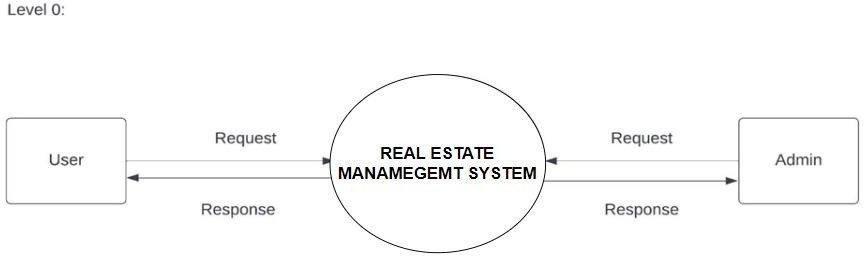 Level 0:
Request
Request
User
REAL ESTATE
MANAMEGEMT SYSTEM
Admin
Response
Response